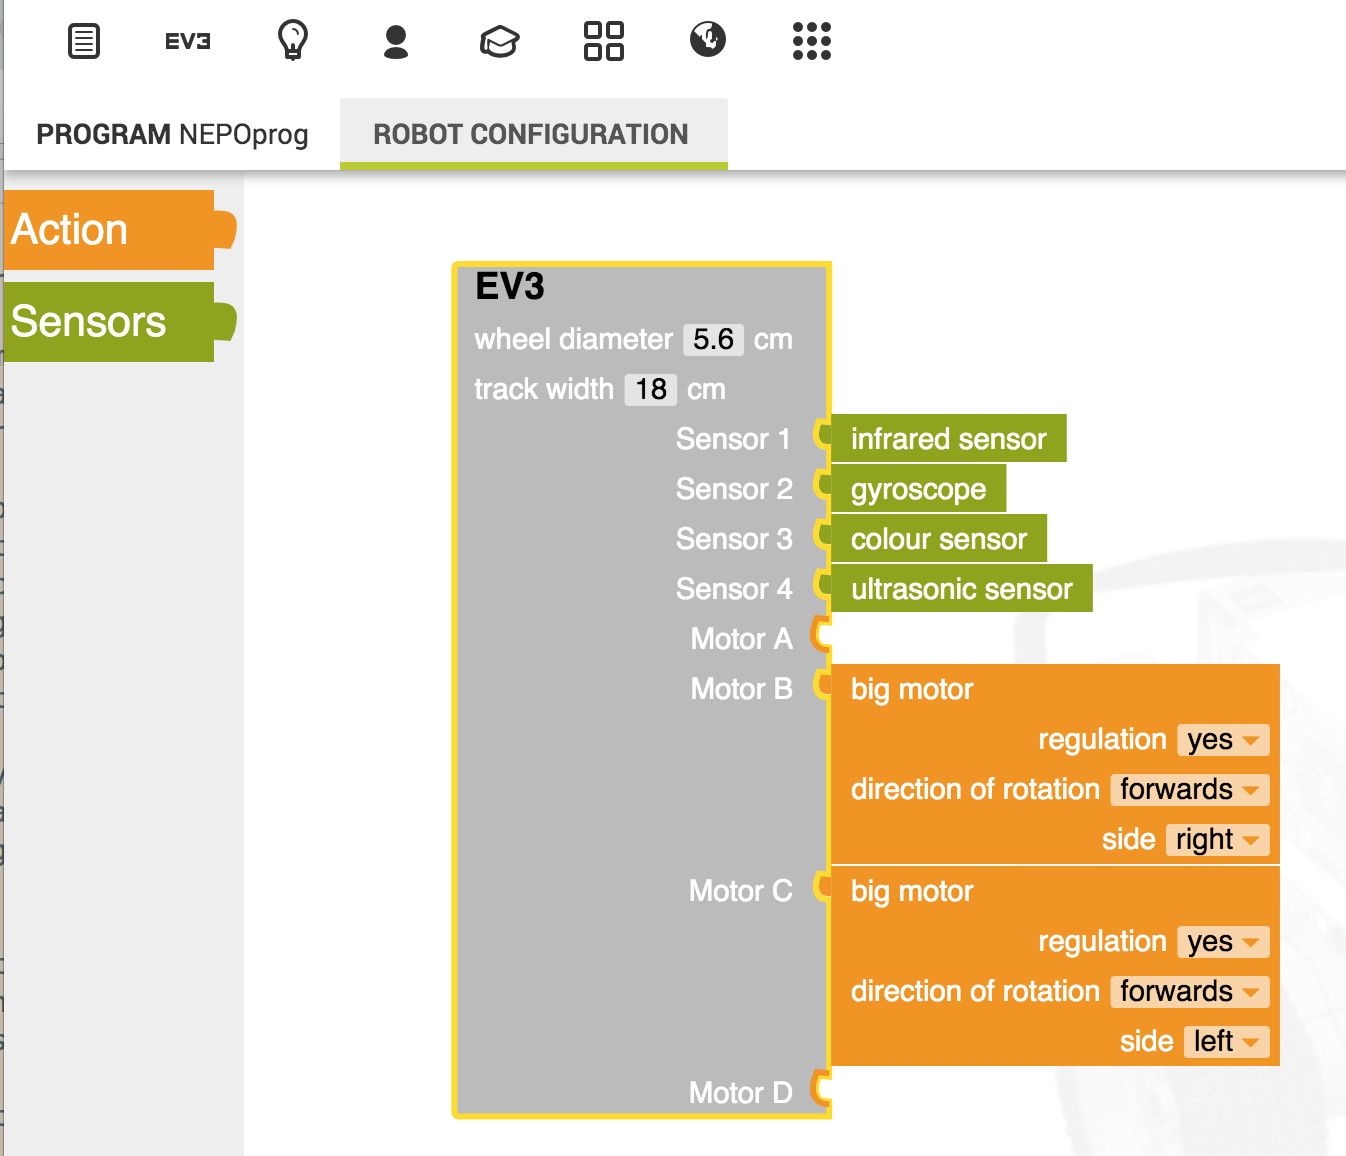 EV3
PROGRAM NEPOprog
ROBOT CONFIGURATION
Action
Sensors
EV3
wheel diameter 5.6 cm
track width 18 cm
Sensor 1 infrared sensor
Sensor 2 gyroscope
Sensor 3 colour sensor
Sensor 4 ultrasonic sensor
Motor A
Motor B big motor
regulation yes
direction of rotation forwards
side right
Motor C big motor
regulation yes
direction of rotation forwards
side left
Motor D